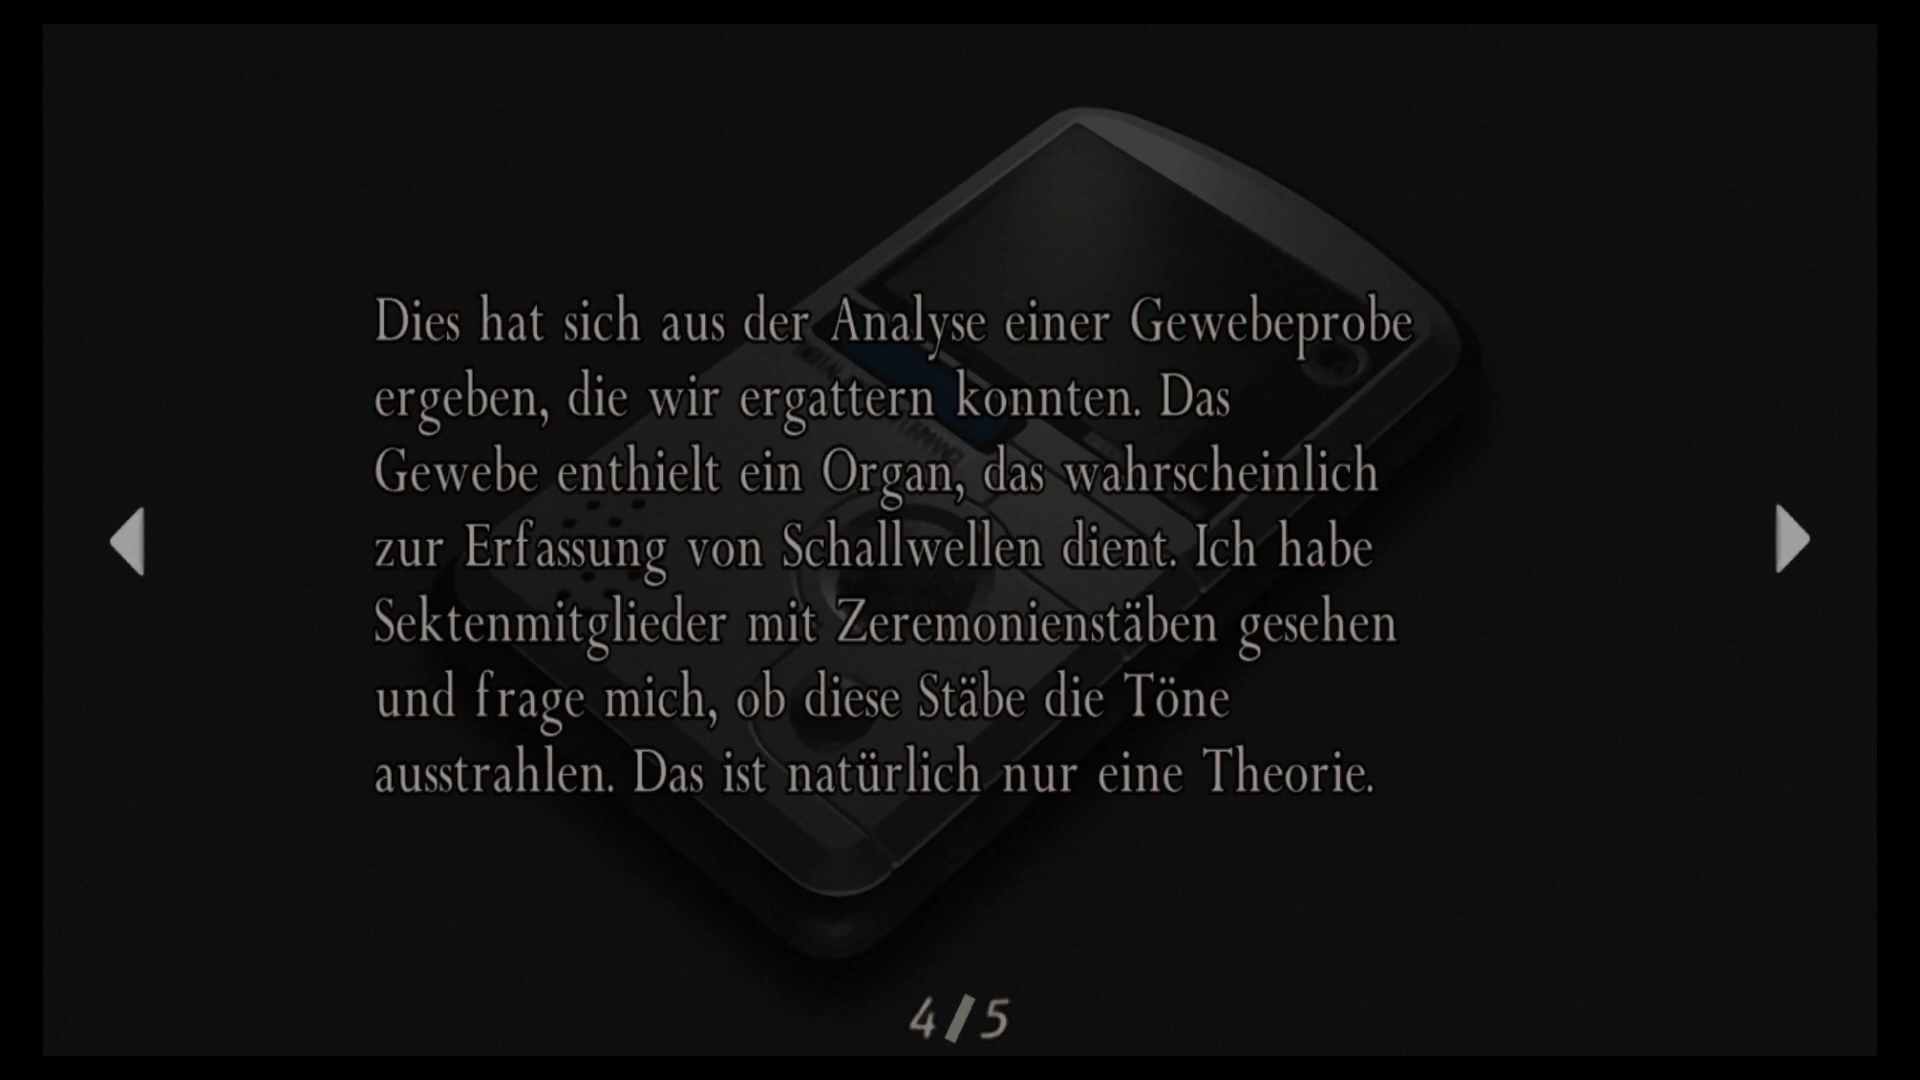 Dies hat sich aus der Analyse einer Gewebeprobe
ergeben, die wir ergattern konnten. Das
Gewebe enthielt ein Organ, das wahrscheinlich
zur Erfassung von Schallwellen dient. Ich habe
Sektenmitglieder mit Zeremonienstäben gesehen
und frage mich, ob diese Stäbe die Töne
ausstrahlen. Das ist natürlich nur eine Theorie.
4/5